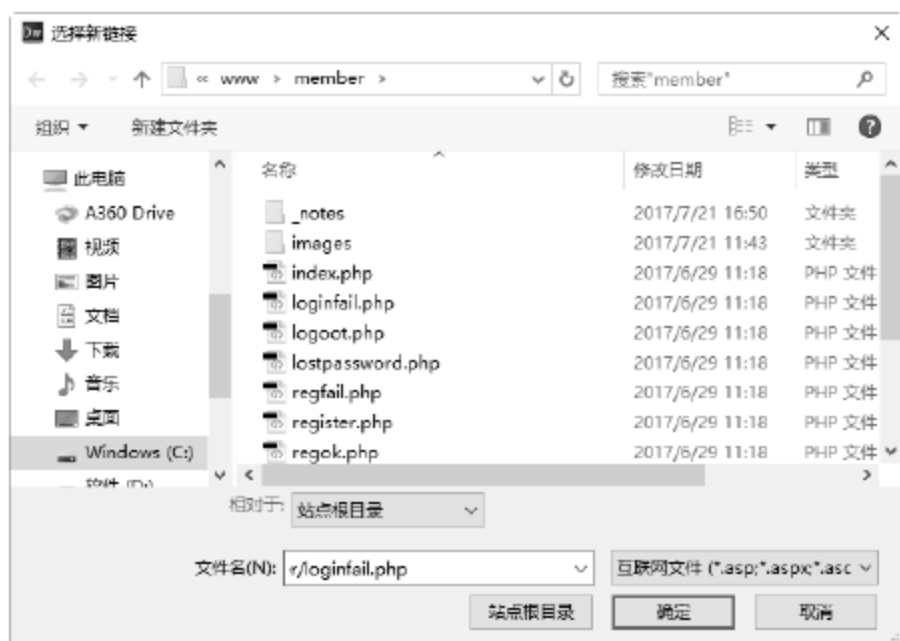 Dw 选择新链接
« www > member >
搜索"member"
组织
新建文件夹
名称 修改日期 类型
此电脑
A360 Drive
视频
图片
文档
下载
音乐
桌面
Windows (C:)
软件 (D:)
_notes 2017/7/21 16:50 文件夹
images 2017/7/21 11:43 文件夹
index.php 2017/6/29 11:18 PHP 文件
loginfail.php 2017/6/29 11:18 PHP 文件
logoot.php 2017/6/29 11:18 PHP 文件
lostpassword.php 2017/6/29 11:18 PHP 文件
regfail.php 2017/6/29 11:18 PHP 文件
register.php 2017/6/29 11:18 PHP 文件
regok.php 2017/6/29 11:18 PHP 文件
相对于: 站点根目录
文件名(N): r/loginfail.php 互联网文件 (*.asp;*.aspx;*.asc
站点根目录 确定 取消